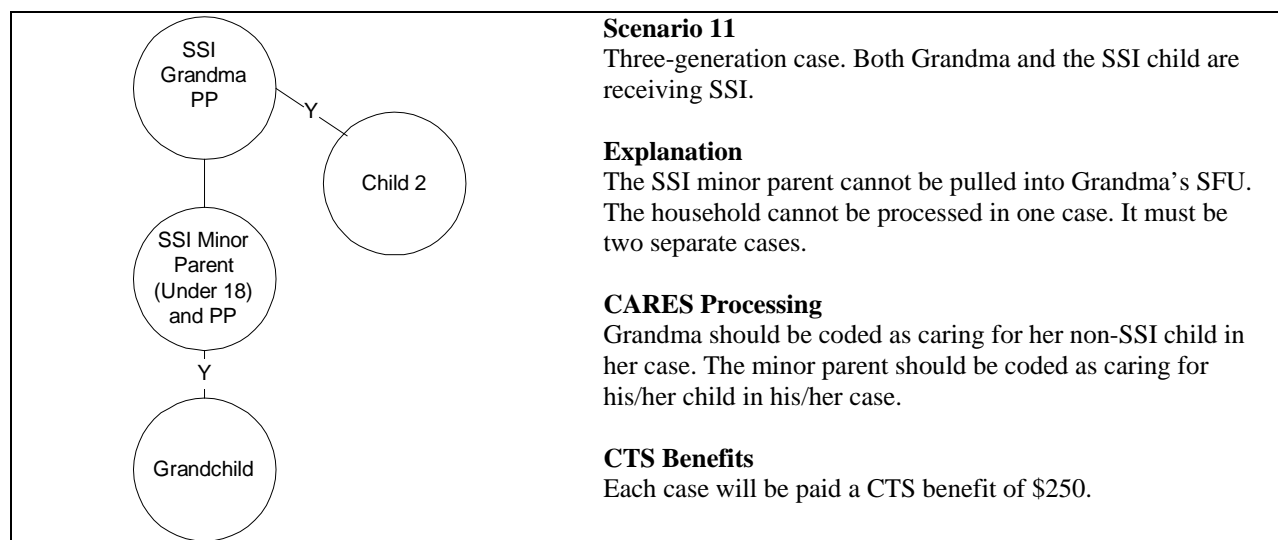 SSI
Grandma
PP
Y
Child 2
SSI Minor
Parent
(Under 18)
and PP
Y
Grandchild
Scenario 11
Three-generation case. Both Grandma and the SSI child are
receiving SSI.
Explanation
The SSI minor parent cannot be pulled into Grandma’s SFU.
The household cannot be processed in one case. It must be
two separate cases.
CARES Processing
Grandma should be coded as caring for her non-SSI child in
her case. The minor parent should be coded as caring for
his/her child in his/her case.
CTS Benefits
Each case will be paid a CTS benefit of $250.